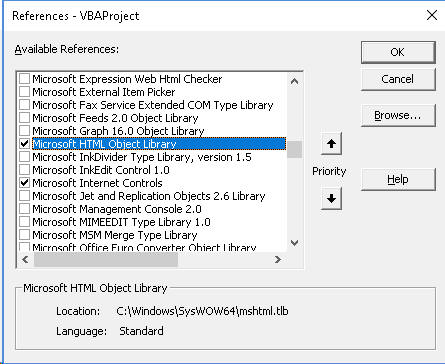 References - VBAProject
Available References:
OK
Microsoft Expression Web Html Checker
Microsoft External Item Picker
Microsoft Fax Service Extended COM Type Library
Microsoft Feeds 2.0 Object Library
Microsoft Graph 16.0 Object Library
Microsoft HTML Object Library
Microsoft InkDivider Type Library, version 1.5
Microsoft InkEdit Control 1.0
Microsoft Internet Controls
Microsoft Jet and Replication Objects 2.6 Library
Microsoft Management Console 2.0
Microsoft MIMEEDIT Type Library 1.0
Microsoft MSM Merge Type Library
Microsoft Office Euro Converter Object Library
Cancel
Browse...
Priority
Help
Microsoft HTML Object Library
Location: C:\Windows\SysWOW64\mshtml.tlb
Language: Standard